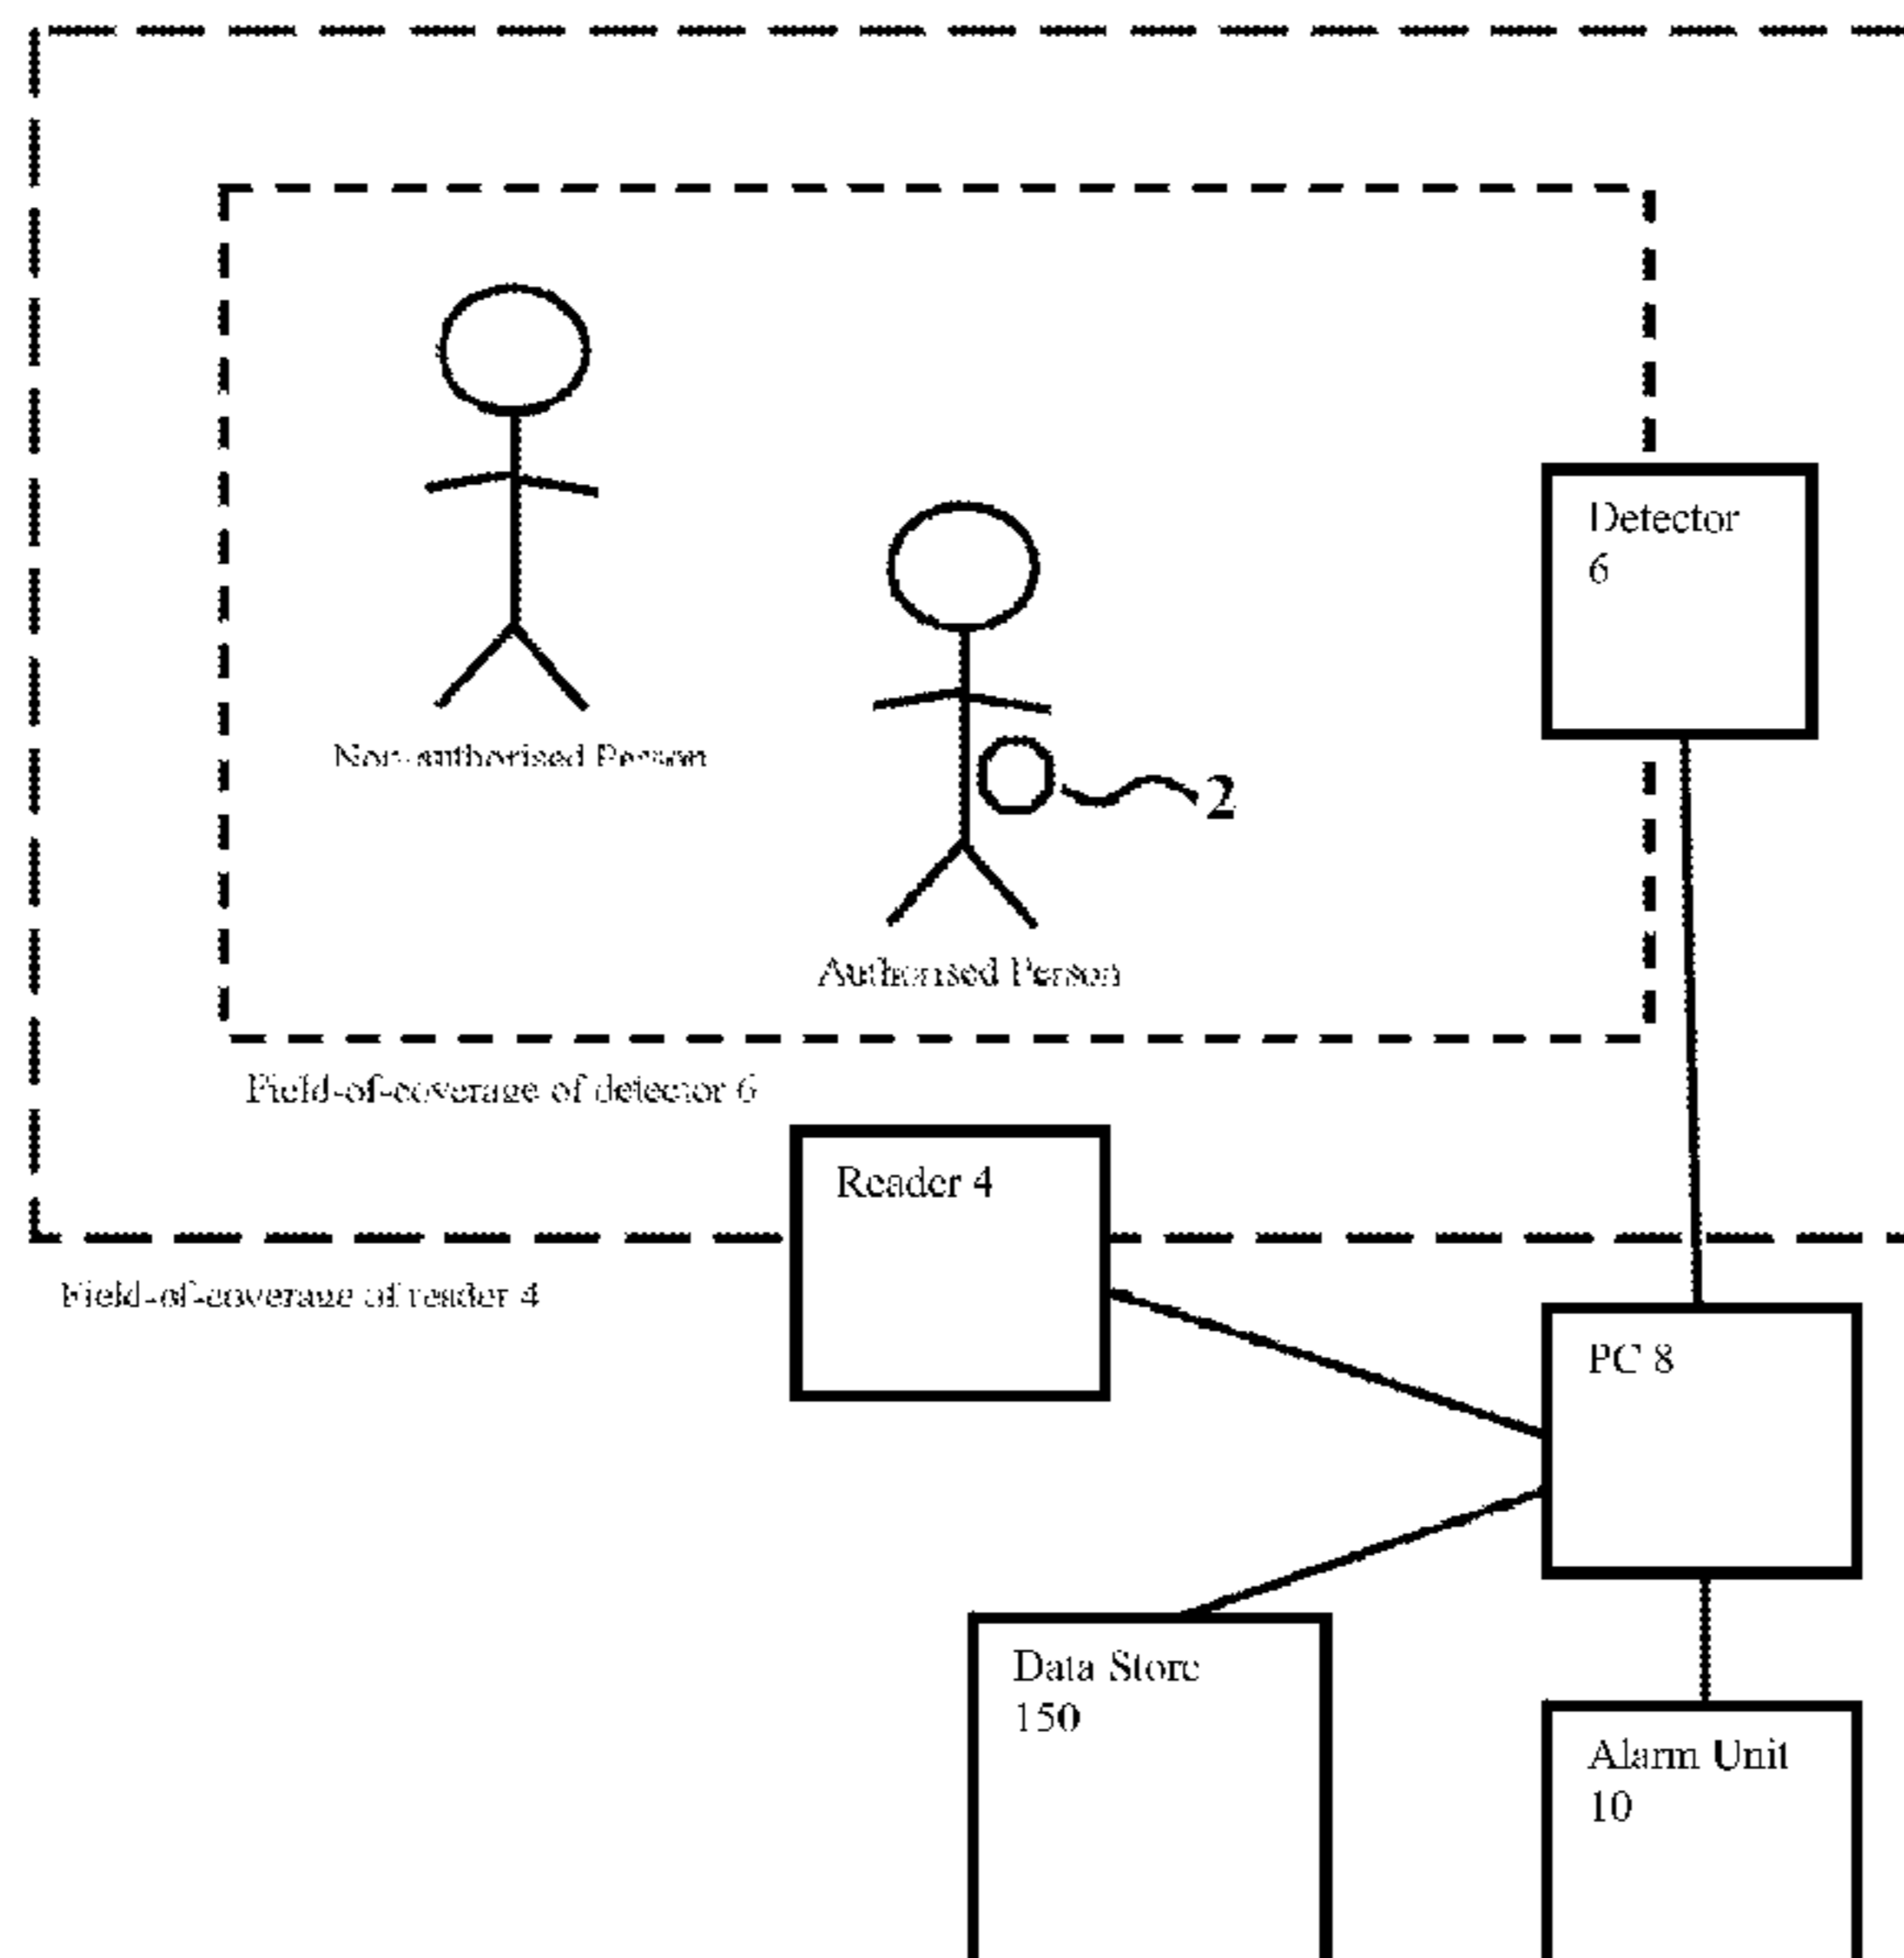 Detector
6
Non-authorised Person
2
Authorised Person
Field-of-coverage of detector 6
Reader 4
Field-of-coverage of reader 4
PC 8
Data Store
150
Alarm Unit
10